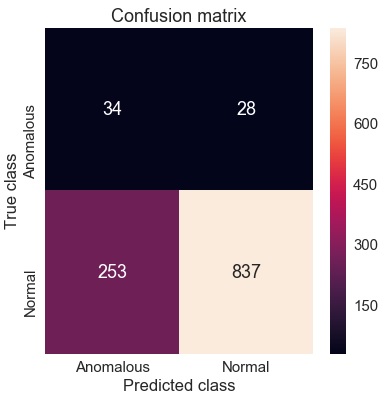 Confusion matrix
True class
Anomalous
34
28
Normal
253
837
Anomalous
Normal
Predicted class
750
600
450
300
150